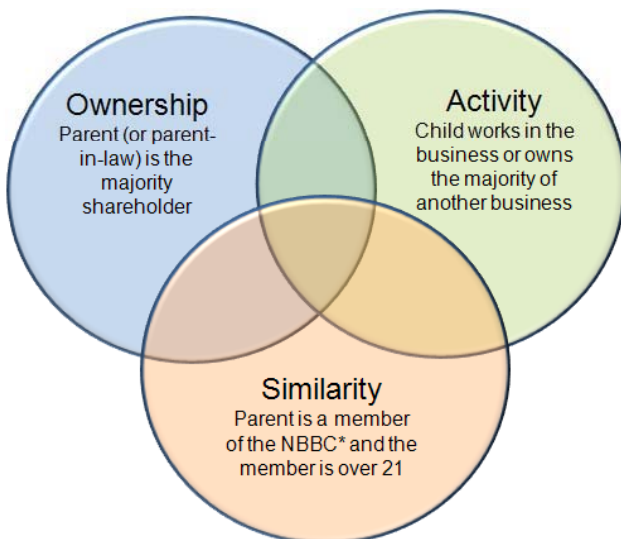 Ownership
Parent (or parent-
in-law) is the
majority
shareholder
Activity
Child works in the
business or owns
the majority of
another business
Similarity
Parent is a member
of the NBBC* and the
member is over 21